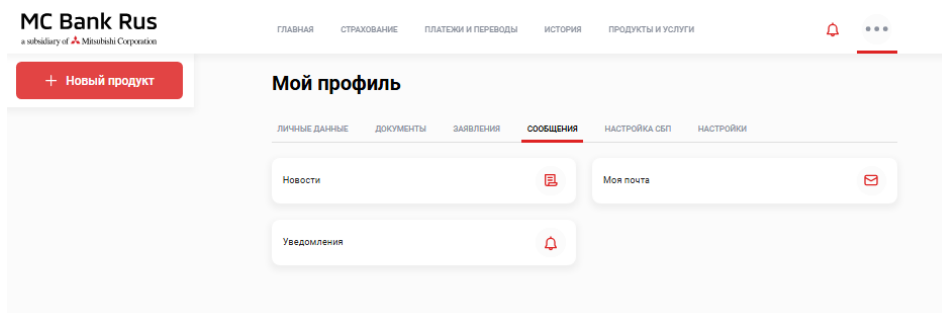 MC Bank Rus
a subsidiary of Mitsubishi Corporation
ГЛАВНАЯ СТРАХОВАНИЕ ПЛАТЕЖИ И ПЕРЕВОДЫ ИСТОРИЯ ПРОДУКТЫ И УСЛУГИ
+ Новый продукт
Мой профиль
ЛИЧНЫЕ ДАННЫЕ ДОКУМЕНТЫ ЗАЯВЛЕНИЯ СООБЩЕНИЯ НАСТРОЙКА СБП НАСТРОЙКИ
Новости Моя почта
Уведомления